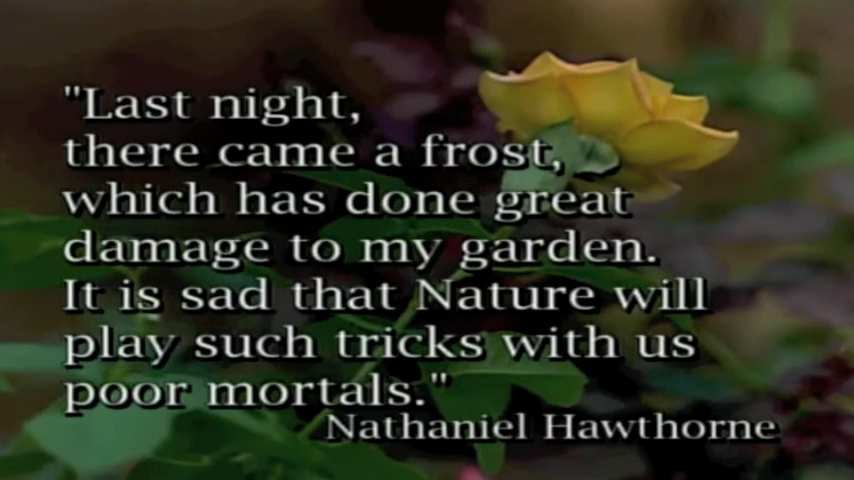 "Last night,
there came a frost,
which has done great
damage to my garden.
It is sad that Nature will
play such tricks with us
poor mortals."
Nathaniel Hawthorne